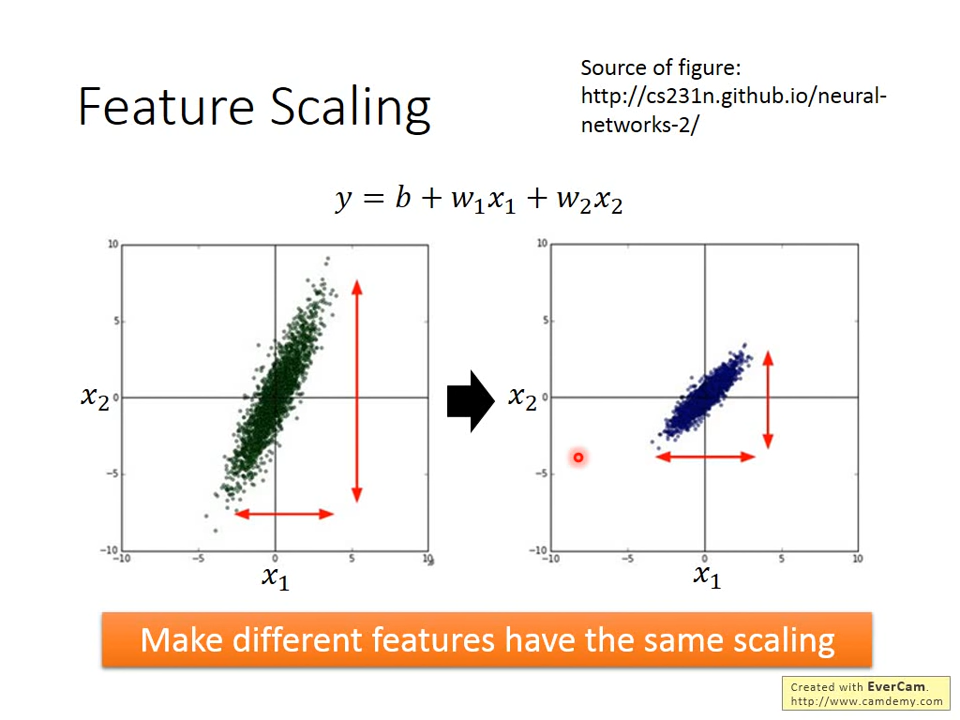 Feature Scaling
Source of figure:
http://cs231n.github.io/neural-
networks-2/
y = b + w₁x₁ + w₂x₂
10
5
x₂ 0
−5
−10
−10 −5 0 5 10
x₁
10
5
x₂ 0
−5
−10
−10 −5 0 5 10
x₁
Make different features have the same scaling
Created with EverCam.
http://www.camdemy.com